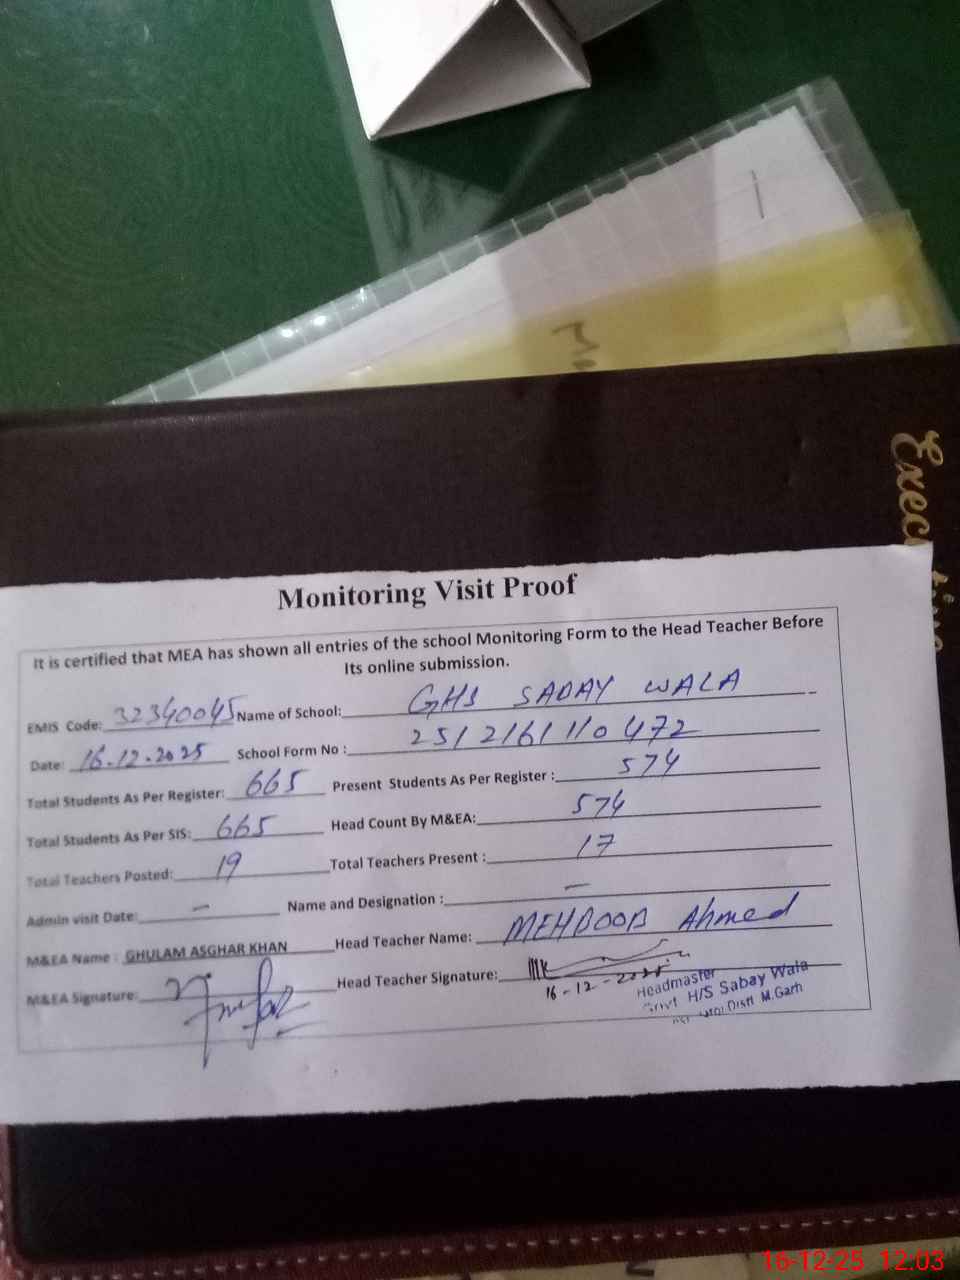 Executive
Monitoring Visit Proof
It is certified that MEA has shown all entries of the school Monitoring Form to the Head Teacher Before
Its online submission.
EMIS Code: 32340045 Name of School: GHS SADAY WALA
Date: 16.12.2025 School Form No : 251216110472
Total Students As Per Register: 665 Present Students As Per Register : 574
Total Students As Per SIS: 665 Head Count By M&EA: 574
Total Teachers Posted: 19 Total Teachers Present : 17
Admin visit Date: — Name and Designation : —
M&EA Name : GHULAM ASGHAR KHAN Head Teacher Name: MEHBOOB Ahmed
M&EA Signature: Head Teacher Signature:
16-12-2025
Headmaster
Govt H/S Sabay Wala
Distt M.Garh
16-12-25 12.03